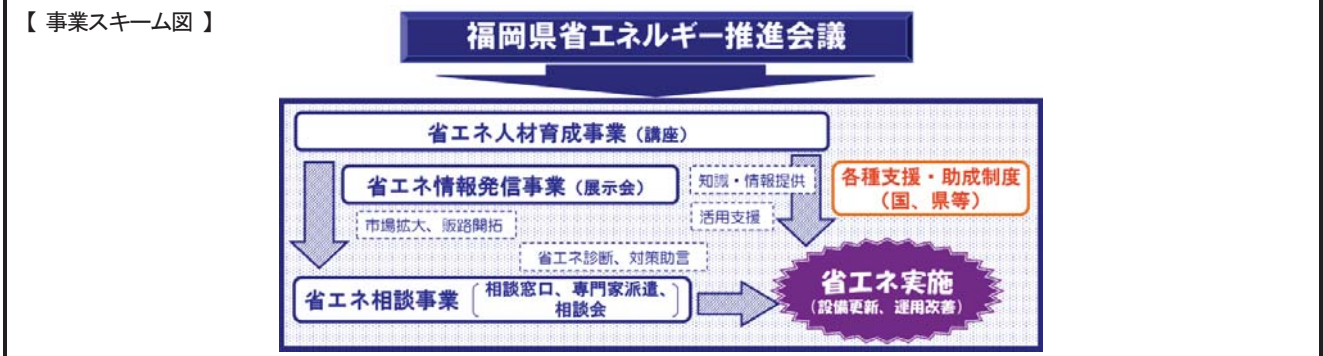 【 事業スキーム図 】
福岡県省エネルギー推進会議
省エネ人材育成事業（講座）
省エネ情報発信事業（展示会）
知識・情報提供
各種支援・助成制度
（国、県等）
市場拡大、販路開拓
活用支援
省エネ診断、対策助言
省エネ相談事業
相談窓口、専門家派遣、
相談会
省エネ実施
（設備更新、運用改善）